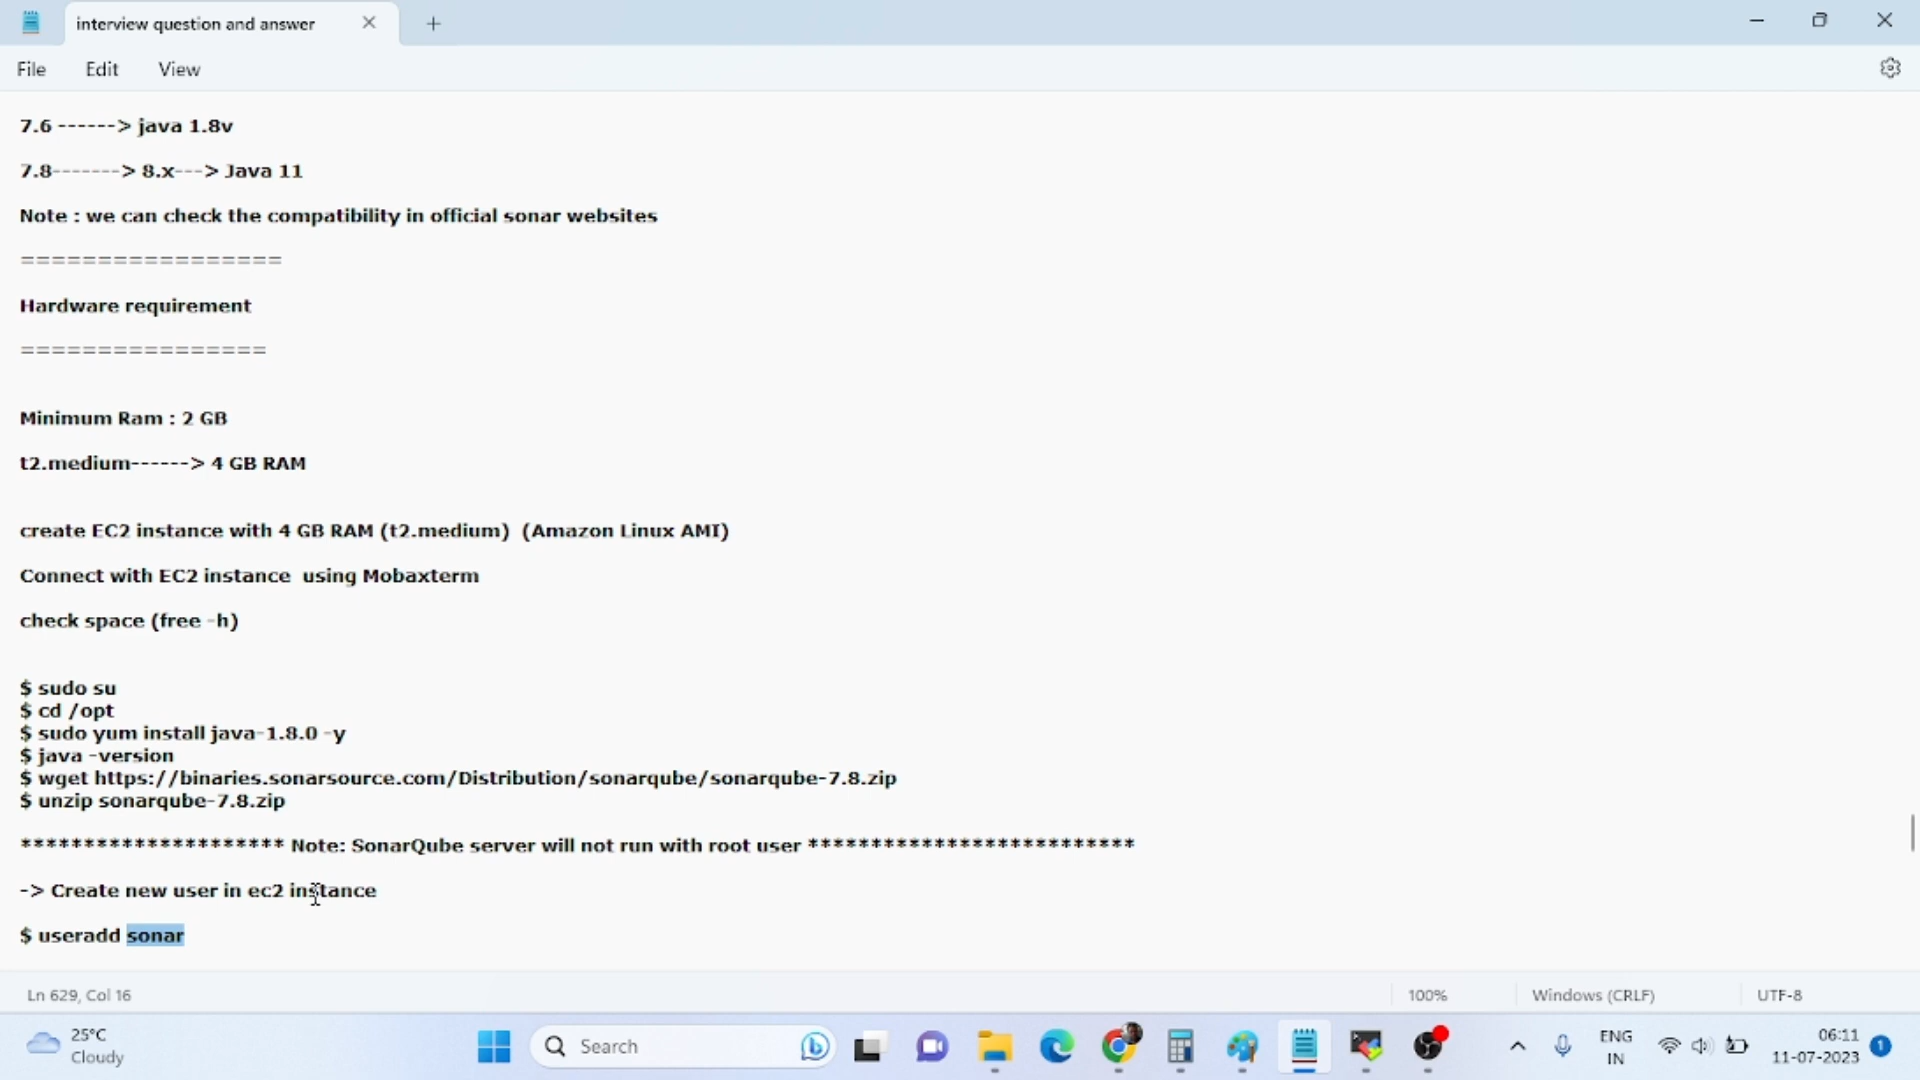 interview question and answer
File Edit View
7.6 ------> java 1.8v
7.8-------> 8.x---> Java 11
Note : we can check the compatibility in official sonar websites
=================
Hardware requirement
================
Minimum Ram : 2 GB
t2.medium------> 4 GB RAM
create EC2 instance with 4 GB RAM (t2.medium)  (Amazon Linux AMI)
Connect with EC2 instance  using Mobaxterm
check space (free -h)
$ sudo su
$ cd /opt
$ sudo yum install java-1.8.0 -y
$ java -version
$ wget https://binaries.sonarsource.com/Distribution/sonarqube/sonarqube-7.8.zip
$ unzip sonarqube-7.8.zip
********************* Note: SonarQube server will not run with root user **************************
-> Create new user in ec2 instance
$ useradd sonar
Ln 629, Col 16 100% Windows (CRLF) UTF-8
25°C
Cloudy
Search
ENG
IN
06:11
11-07-2023
1